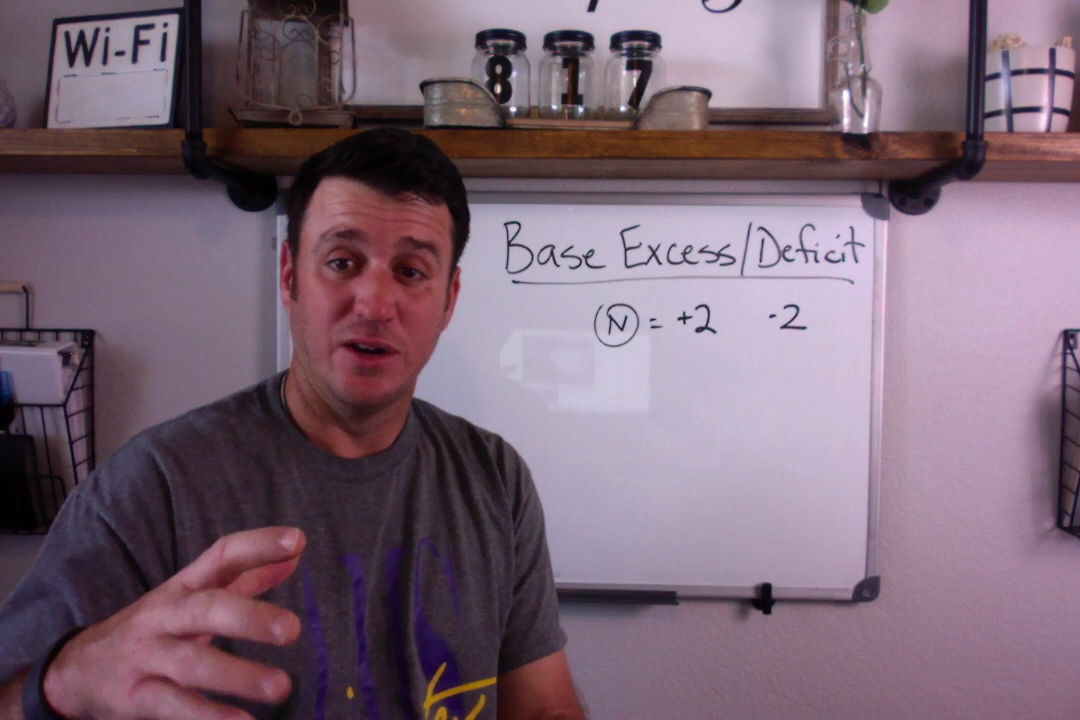 Wi-Fi
8 1 7
Base Excess/Deficit
N = +2 -2